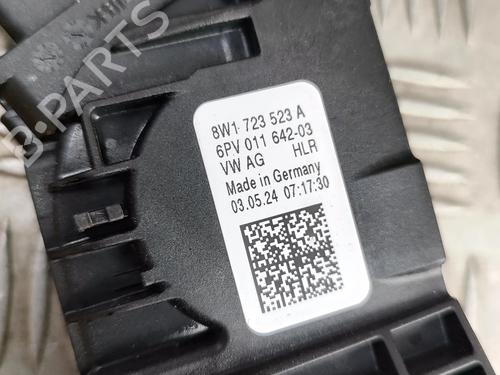 B-PARTS
8W1 723 523 A
6PV 011 642-03
VW AG HLR
Made in Germany
03.05.24 07:17:30